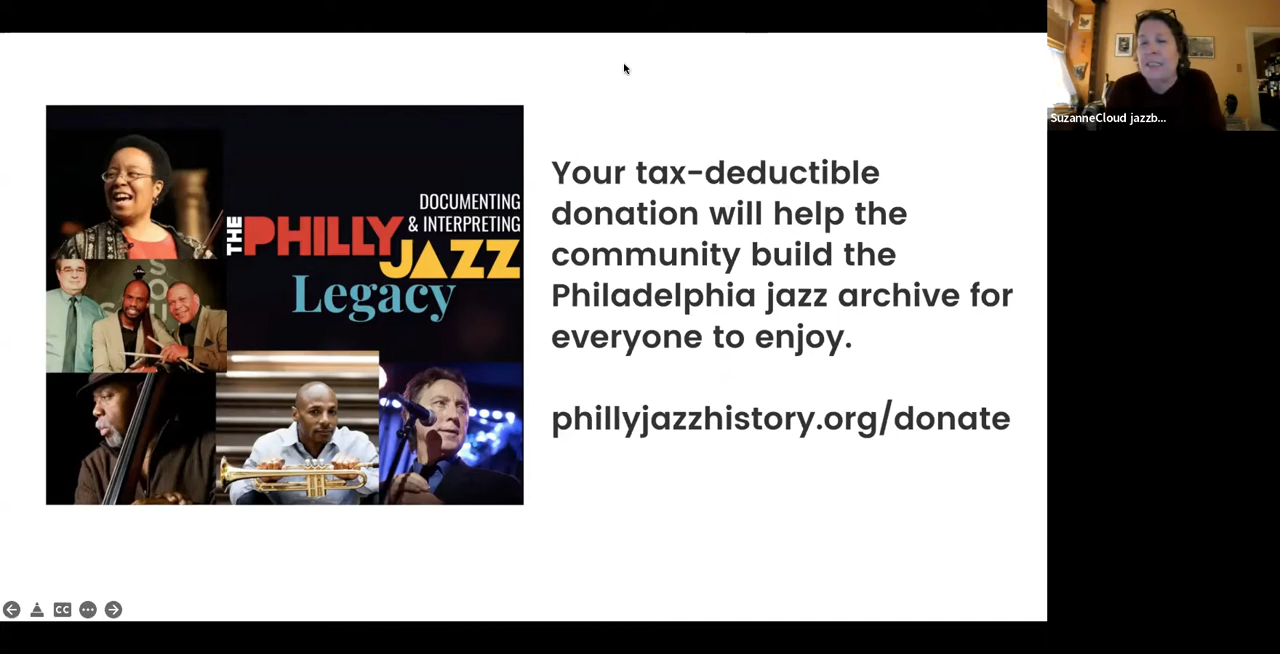 DOCUMENTING
& INTERPRETING
THE PHILLY
JAZZ
Legacy
Your tax-deductible
donation will help the
community build the
Philadelphia jazz archive for
everyone to enjoy.
phillyjazzhistory.org/donate
SuzanneCloud jazzb...
CC